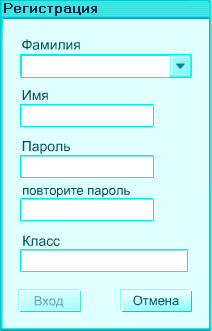 Регистрация
Фамилия
Имя
Пароль
повторите пароль
Класс
Вход
Отмена